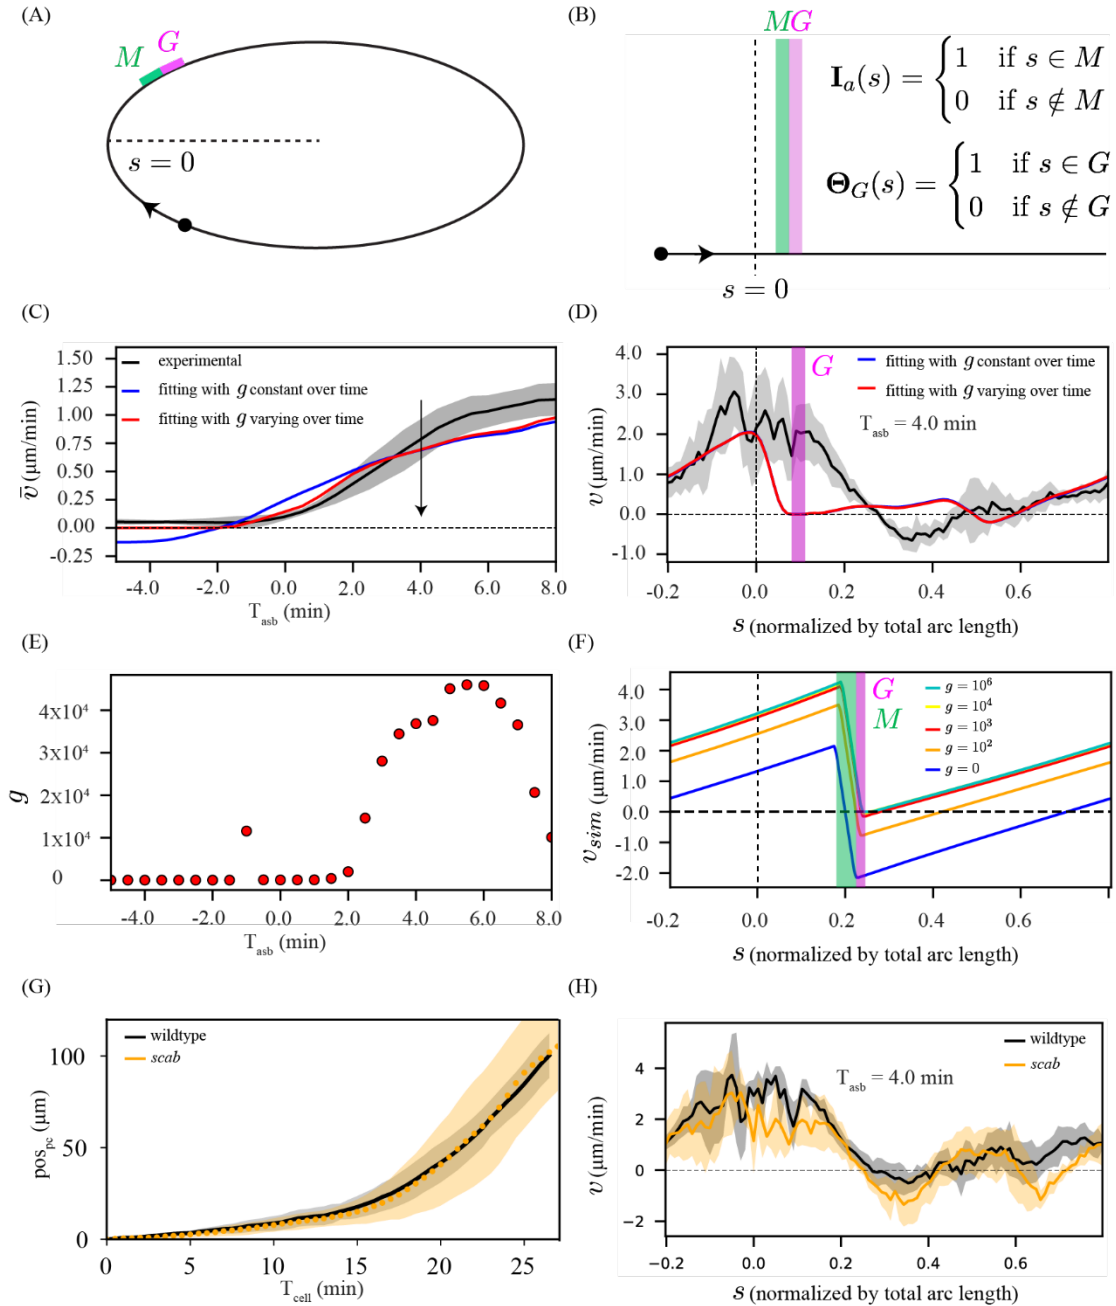 (A)
M
G
s = 0
(B)
MG
I_a(s) = { 1 if s ∈ M
0 if s ∉ M
Θ_G(s) = { 1 if s ∈ G
0 if s ∉ G
s = 0
(C)
1.50
1.25
1.00
0.75
0.50
0.25
0.00
-0.25
v̄ (μm/min)
experimental
fitting with g constant over time
fitting with g varying over time
-4.0 -2.0 0.0 2.0 4.0 6.0 8.0
T_asb (min)
(D)
4.0
3.0
2.0
1.0
0.0
-1.0
v (μm/min)
G
fitting with g constant over time
fitting with g varying over time
T_asb = 4.0 min
-0.2 0.0 0.2 0.4 0.6
s (normalized by total arc length)
(E)
4x10⁴
3x10⁴
2x10⁴
1x10⁴
0
g
-4.0 -2.0 0.0 2.0 4.0 6.0 8.0
T_asb (min)
(F)
4.0
3.0
2.0
1.0
0.0
-1.0
-2.0
v_sim (μm/min)
G
M
g = 10⁶
g = 10⁴
g = 10³
g = 10²
g = 0
-0.2 0.0 0.2 0.4 0.6
s (normalized by total arc length)
(G)
100
50
0
pos_pc (μm)
wildtype
scab
0 5 10 15 20 25
T_cell (min)
(H)
4
2
0
−2
v (μm/min)
wildtype
scab
T_asb = 4.0 min
−0.2 0.0 0.2 0.4 0.6
s (normalized by total arc length)